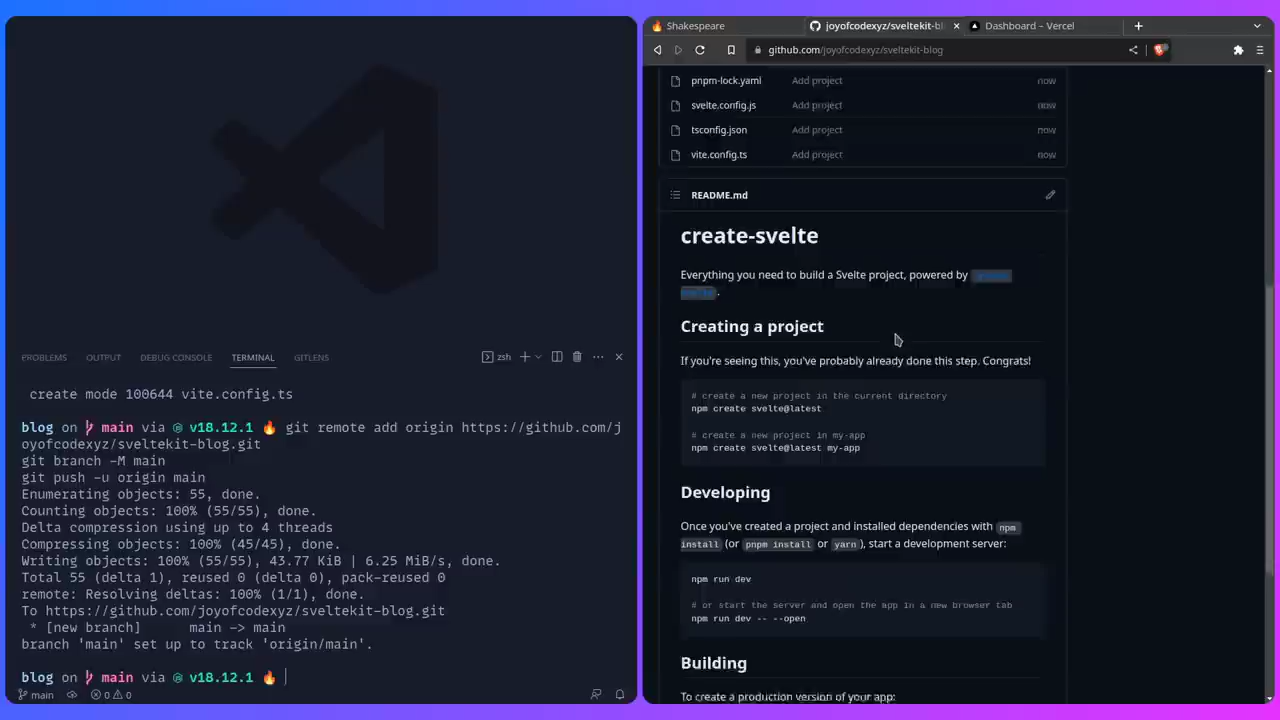 PROBLEMS OUTPUT DEBUG CONSOLE TERMINAL GITLENS
zsh
create mode 100644 vite.config.ts
blog on main via v18.12.1 🔥 git remote add origin https://github.com/j
oyofcodexyz/sveltekit-blog.git
git branch -M main
git push -u origin main
Enumerating objects: 55, done.
Counting objects: 100% (55/55), done.
Delta compression using up to 4 threads
Compressing objects: 100% (45/45), done.
Writing objects: 100% (55/55), 43.77 KiB | 6.25 MiB/s, done.
Total 55 (delta 1), reused 0 (delta 0), pack-reused 0
remote: Resolving deltas: 100% (1/1), done.
To https://github.com/joyofcodexyz/sveltekit-blog.git
* [new branch] main -> main
branch 'main' set up to track 'origin/main'.
blog on main via v18.12.1 🔥
main 0 0
Shakespeare joyofcodexyz/sveltekit-bl Dashboard – Vercel
github.com/joyofcodexyz/sveltekit-blog
pnpm-lock.yaml Add project now
svelte.config.js Add project now
tsconfig.json Add project now
vite.config.ts Add project now
README.md
create-svelte
Everything you need to build a Svelte project, powered by
.
Creating a project
If you're seeing this, you've probably already done this step. Congrats!
# create a new project in the current directory
npm create svelte@latest
# create a new project in my-app
npm create svelte@latest my-app
Developing
Once you've created a project and installed dependencies with npm
install (or pnpm install or yarn), start a development server:
npm run dev
# or start the server and open the app in a new browser tab
npm run dev -- --open
Building
To create a production version of your app: